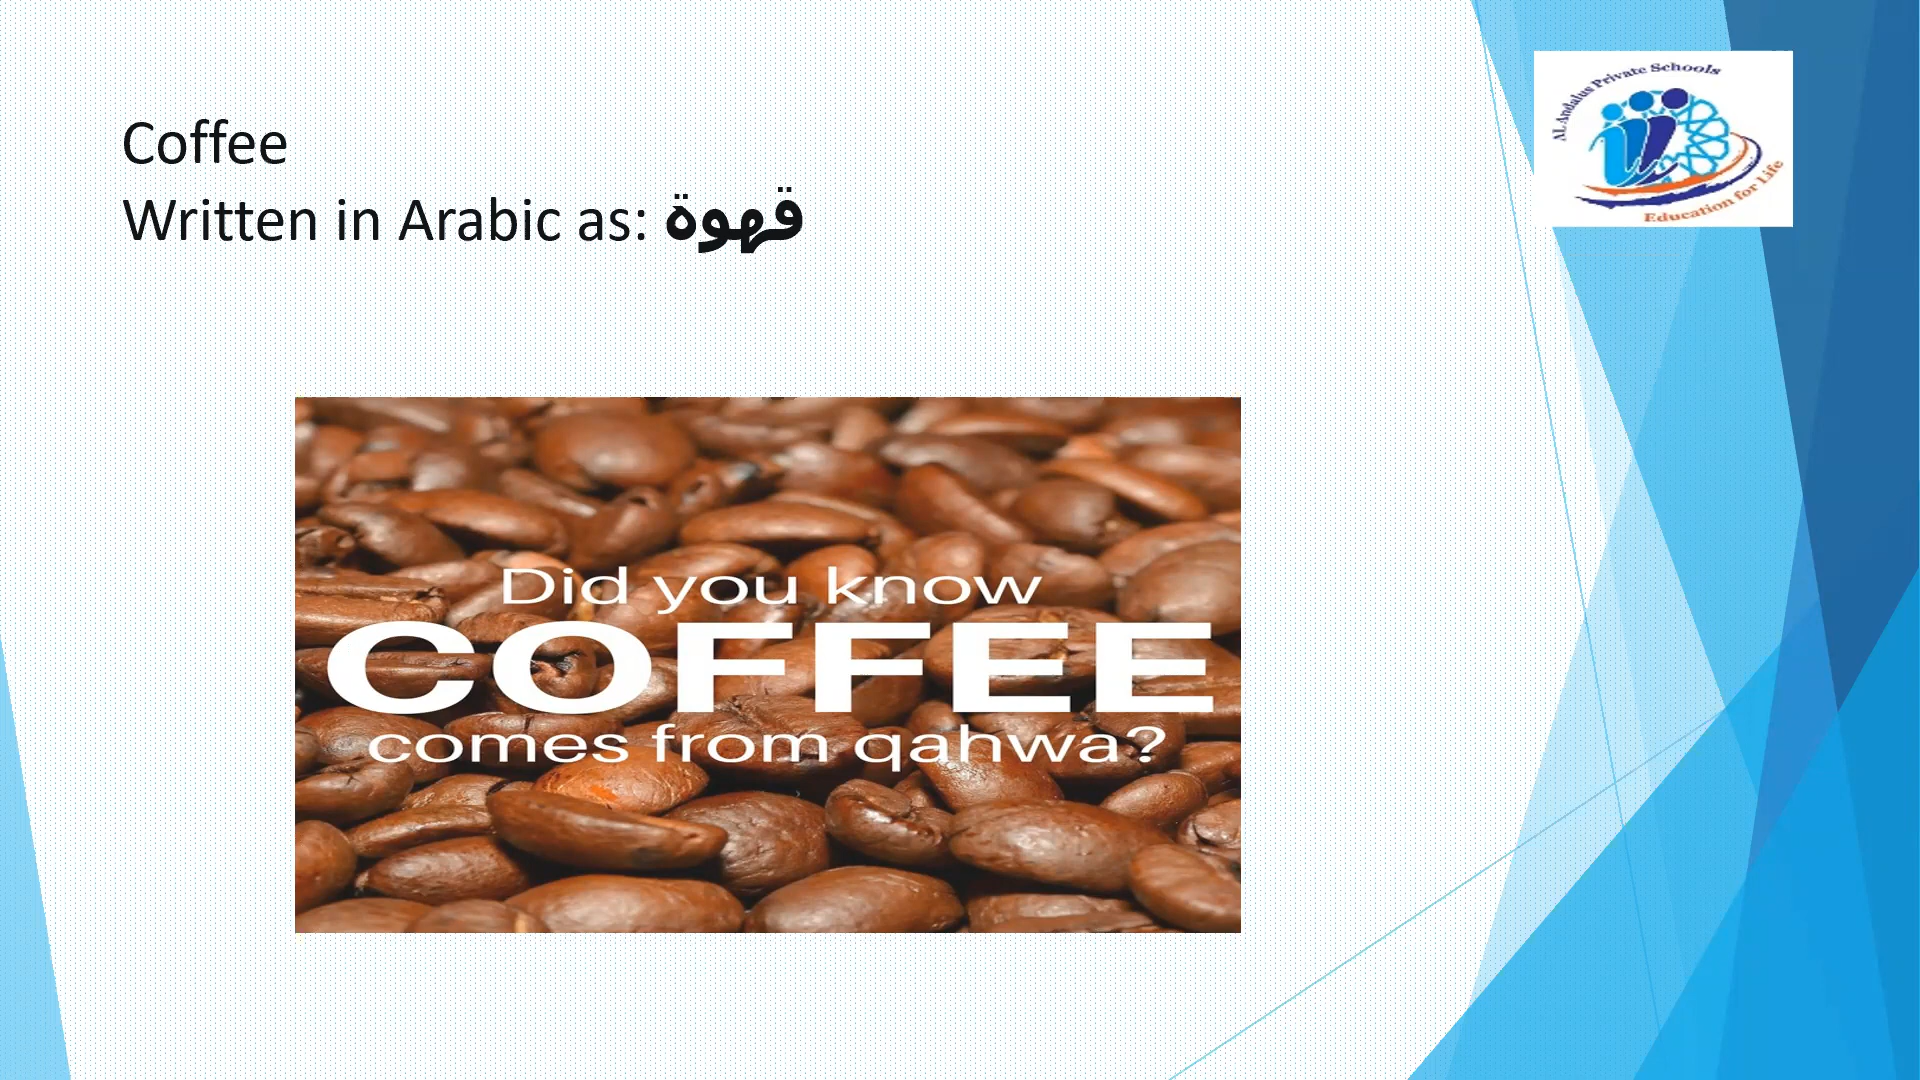 Coffee
Written in Arabic as: قهوة
AL Andalus Private Schools
Education for Life
Did you know
COFFEE
comes from qahwa?